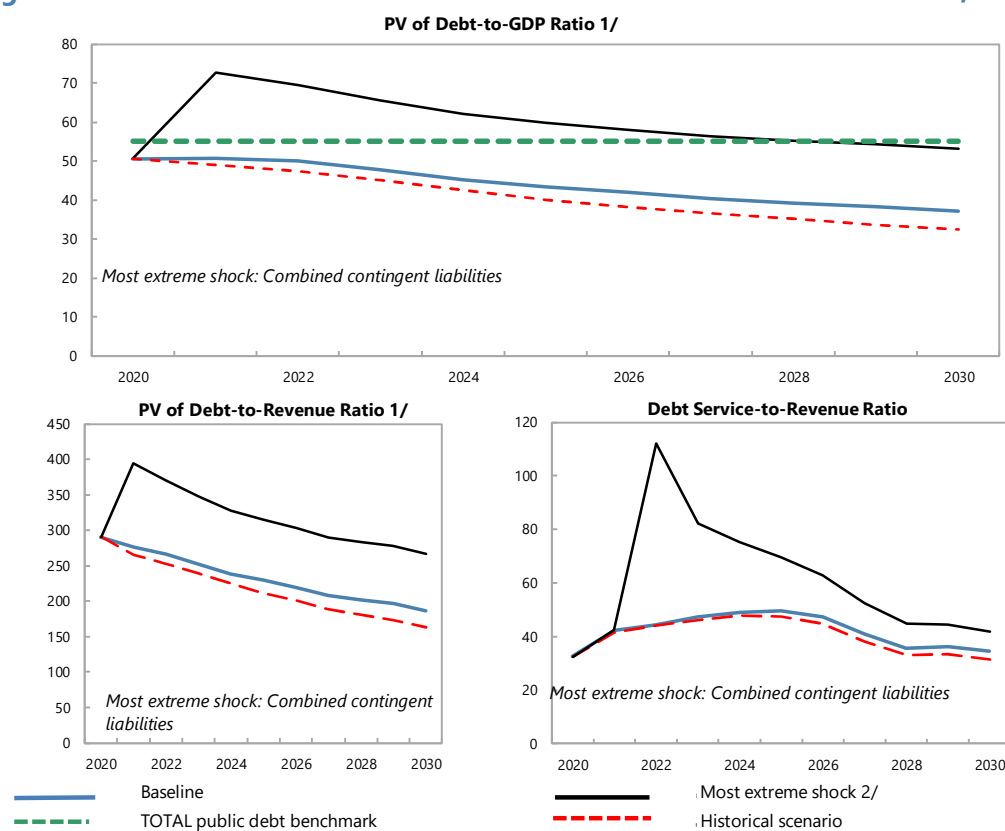 PV of Debt-to-GDP Ratio 1/
80
70
60
50
40
30
20
10
0
Most extreme shock: Combined contingent liabilities
2020 2022 2024 2026 2028 2030
PV of Debt-to-Revenue Ratio 1/
450
400
350
300
250
200
150
100
50
0
Most extreme shock: Combined contingent
liabilities
2020 2022 2024 2026 2028 2030
Debt Service-to-Revenue Ratio
120
100
80
60
40
20
0
Most extreme shock: Combined contingent liabilities
2020 2022 2024 2026 2028 2030
Baseline
Most extreme shock 2/
TOTAL public debt benchmark
Historical scenario